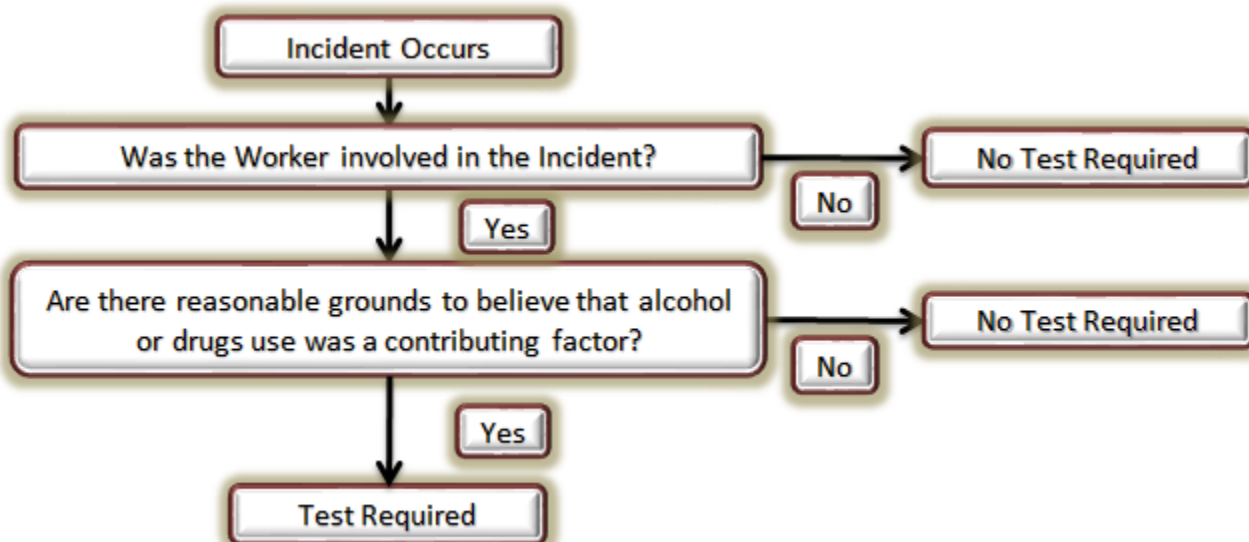 Incident Occurs
Was the Worker involved in the Incident?
No Test Required
No
Yes
Are there reasonable grounds to believe that alcohol
or drugs use was a contributing factor?
No Test Required
No
Yes
Test Required